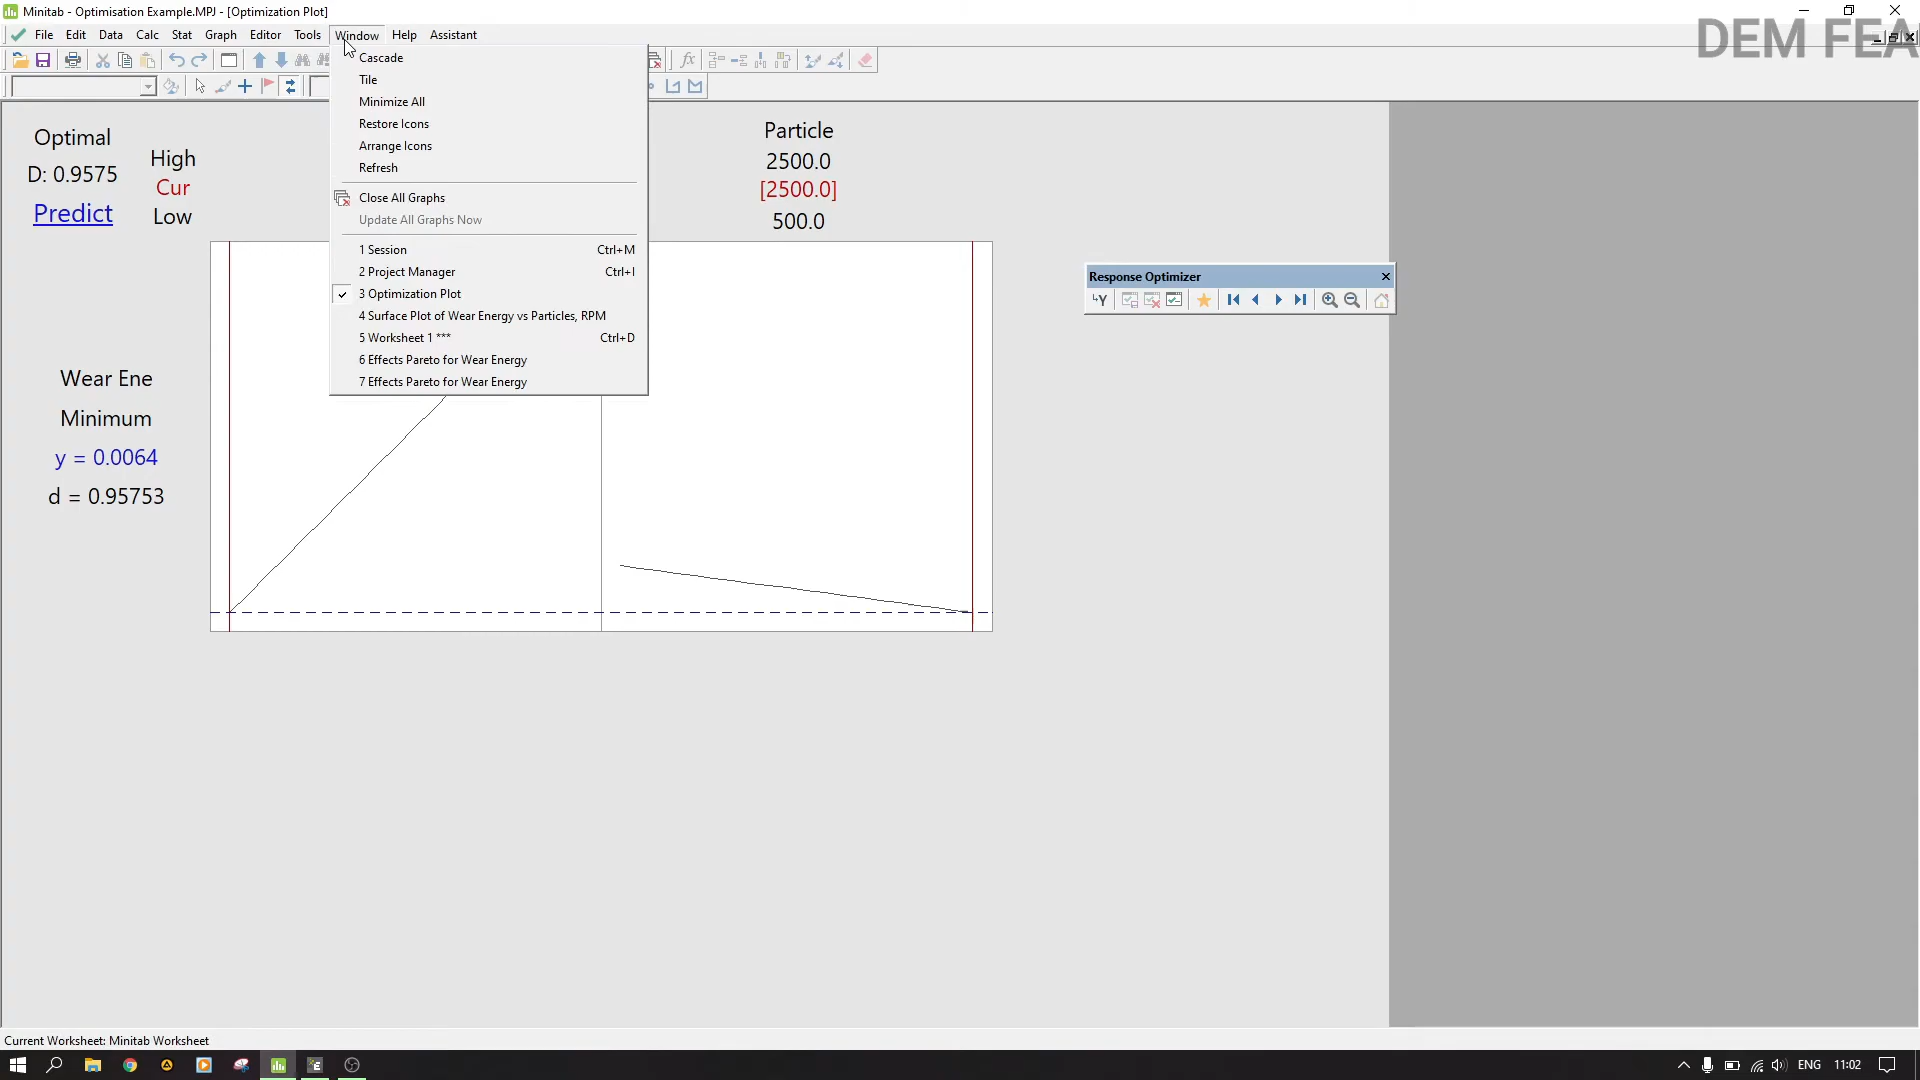 Minitab - Optimisation Example.MPJ - [Optimization Plot]
DEM FEA
File Edit Data Calc Stat Graph Editor Tools Window Help Assistant
Cascade
Tile
Minimize All
Restore Icons
Arrange Icons
Refresh
Close All Graphs
Update All Graphs Now
1 Session Ctrl+M
2 Project Manager Ctrl+I
3 Optimization Plot
4 Surface Plot of Wear Energy vs Particles, RPM
5 Worksheet 1 *** Ctrl+D
6 Effects Pareto for Wear Energy
7 Effects Pareto for Wear Energy
Optimal
D: 0.9575
Predict
High
Cur
Low
Particle
2500.0
[2500.0]
500.0
Response Optimizer
Wear Ene
Minimum
y = 0.0064
d = 0.95753
Current Worksheet: Minitab Worksheet
ENG 11:02